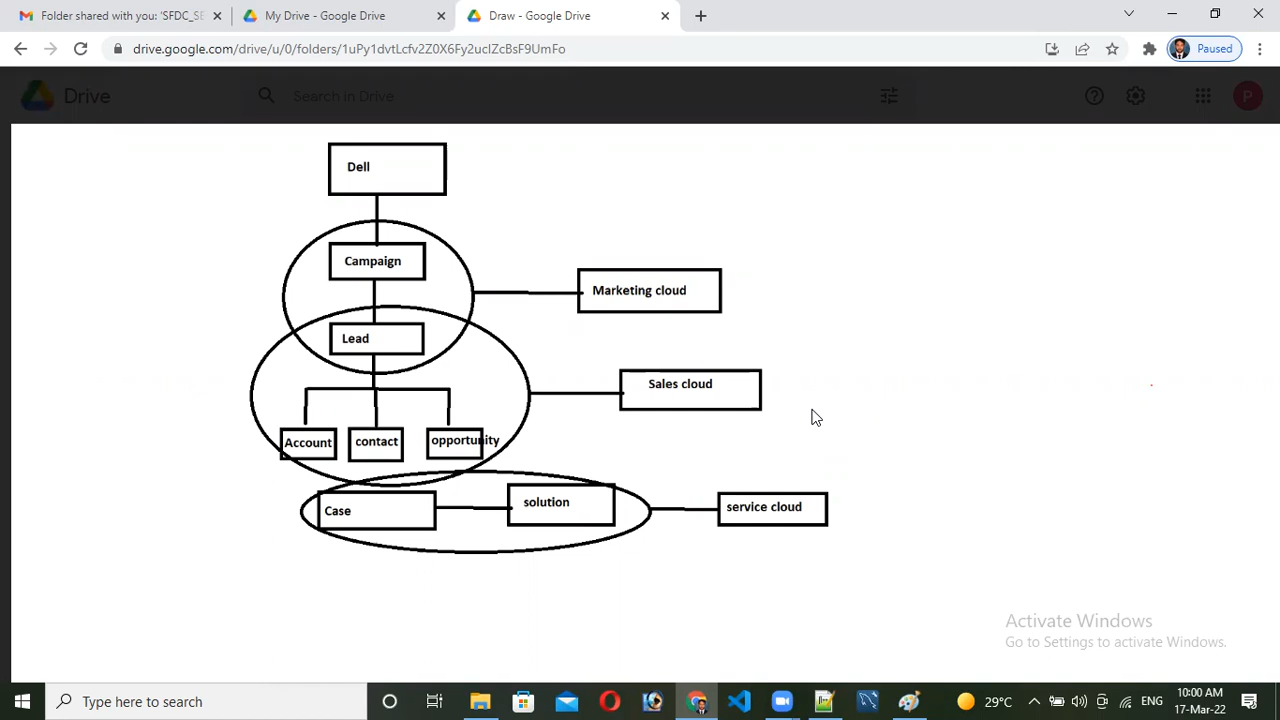 Folder shared with you: 'SFDC_SE
My Drive - Google Drive
Draw - Google Drive
drive.google.com/drive/u/0/folders/1uPy1dvtLcfv2Z0X6Fy2ucIZcBsF9UmFo
Paused
Drive
Search in Drive
P
Dell
Campaign
Marketing cloud
Lead
Sales cloud
Account
contact
opportunity
Case
solution
service cloud
Activate Windows
Go to Settings to activate Windows.
Type here to search
29°C
ENG
10:00 AM
17-Mar-22